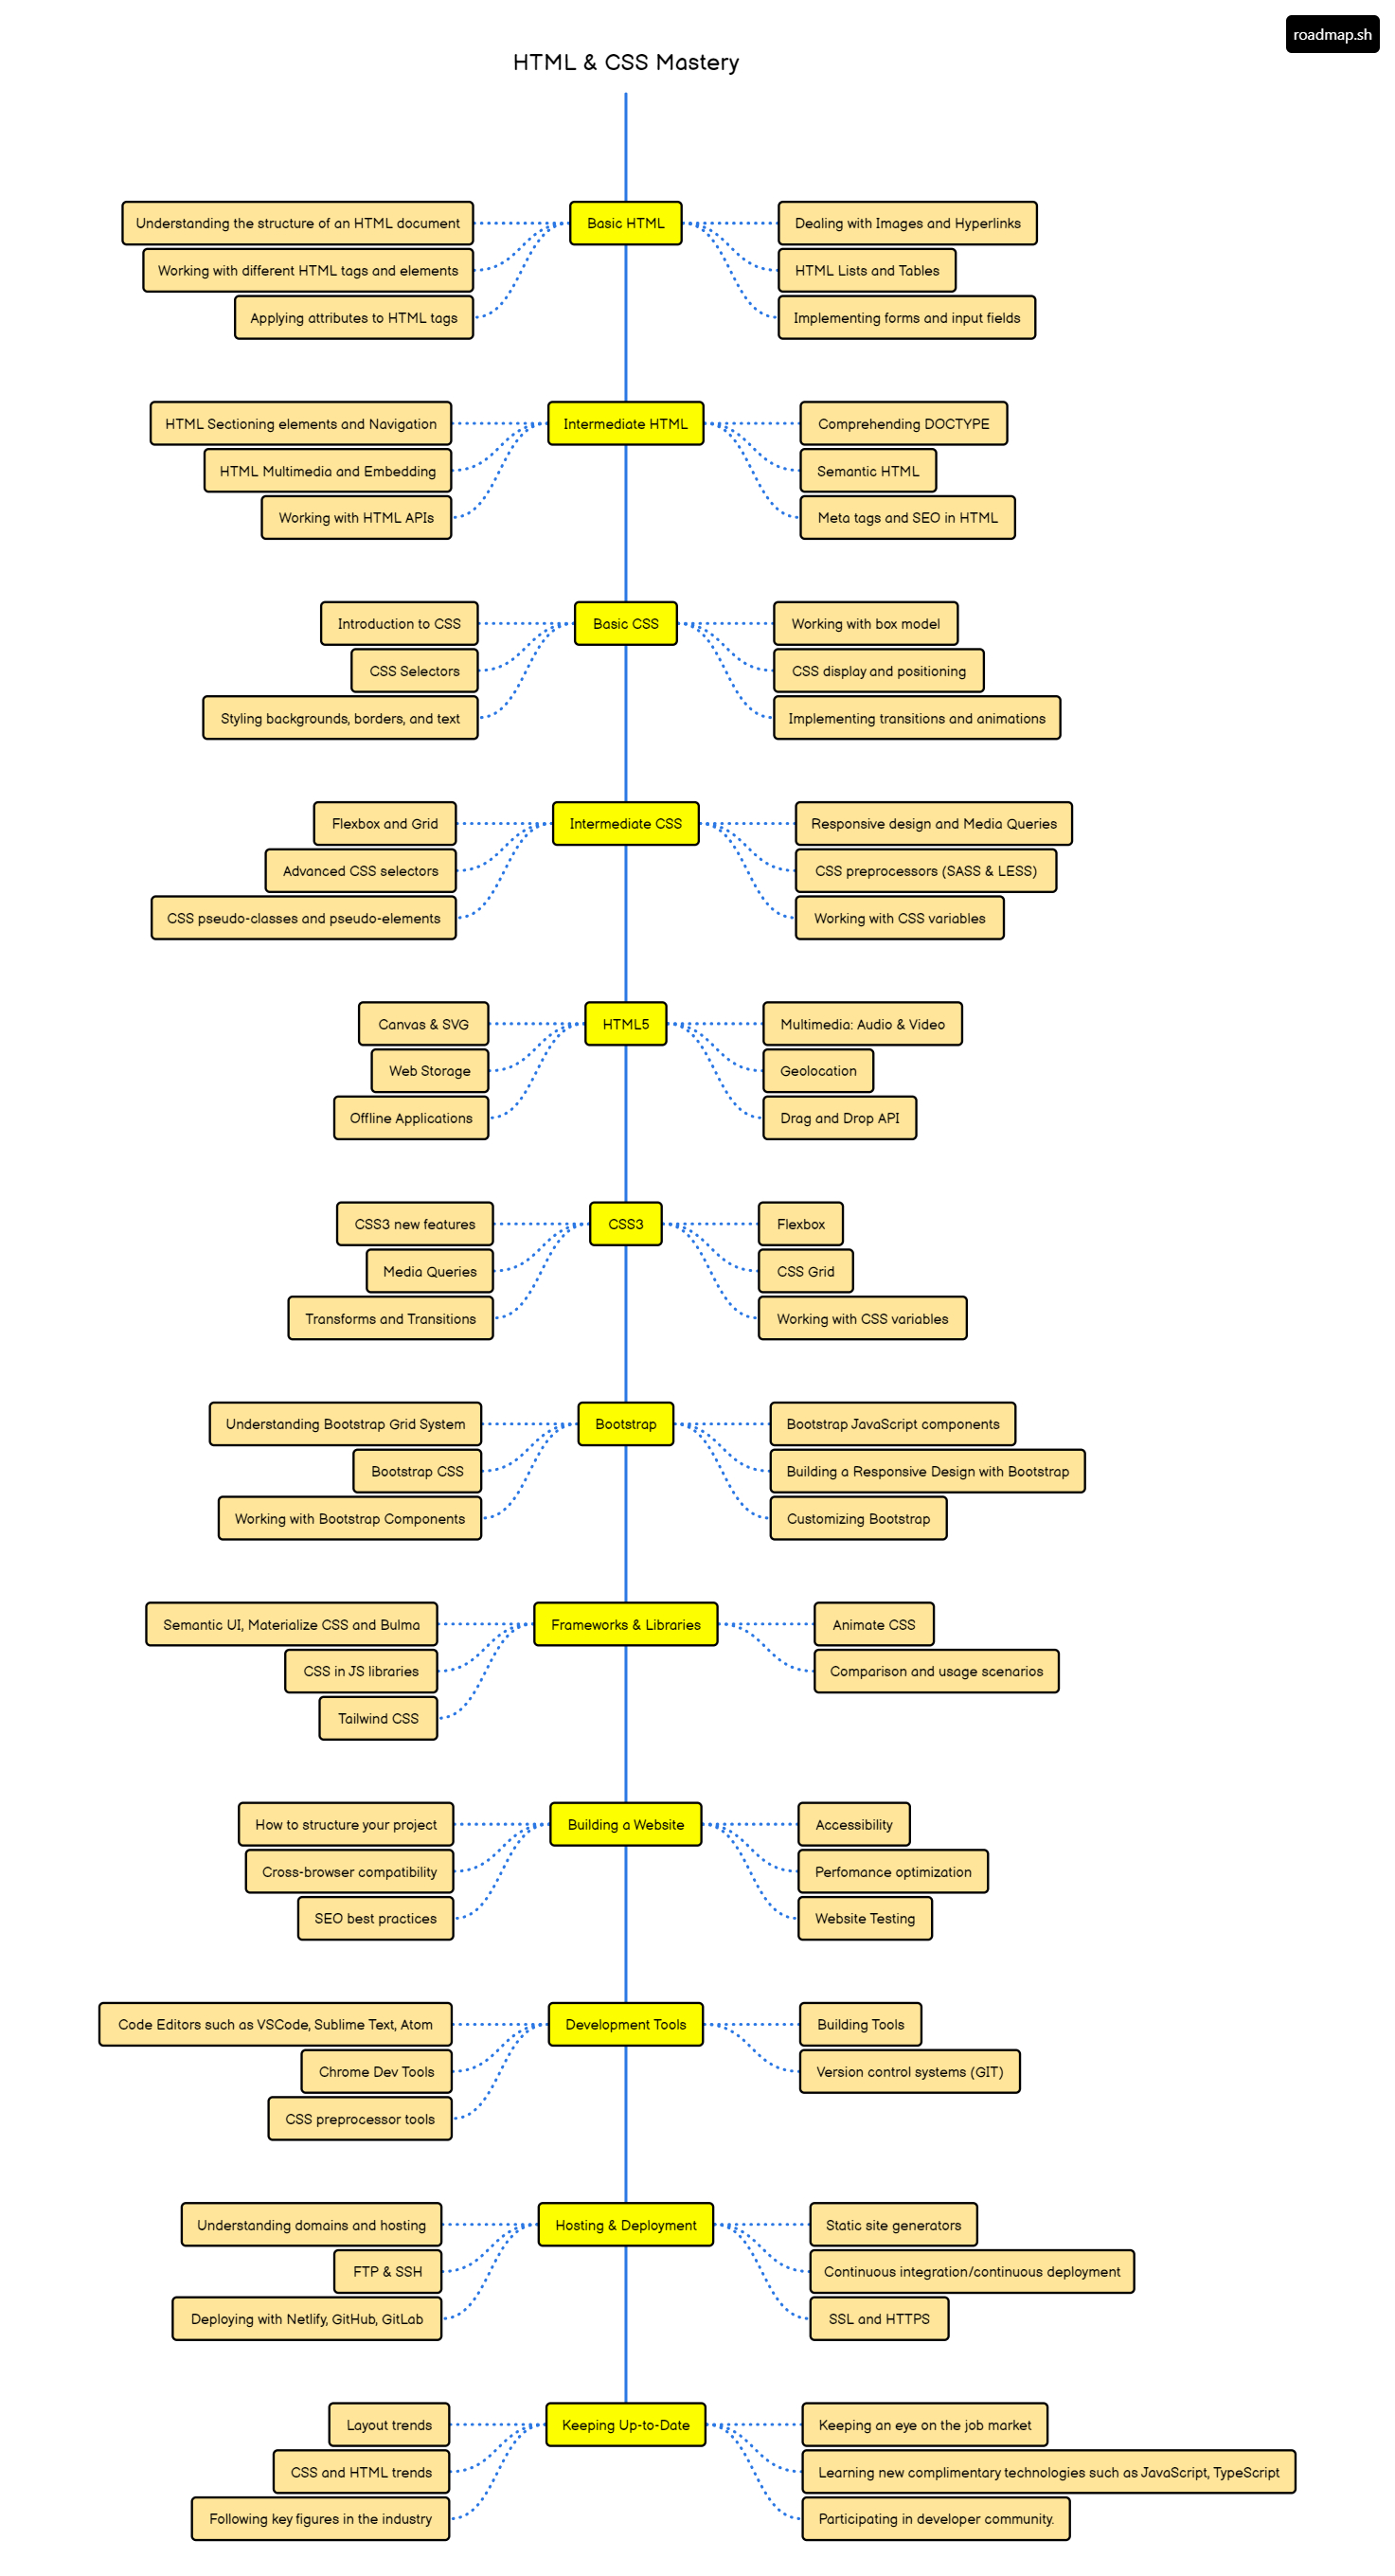 roadmap.sh
HTML & CSS Mastery
Understanding the structure of an HTML document
Working with different HTML tags and elements
Applying attributes to HTML tags
Basic HTML
Dealing with Images and Hyperlinks
HTML Lists and Tables
Implementing forms and input fields
HTML Sectioning elements and Navigation
HTML Multimedia and Embedding
Working with HTML APIs
Intermediate HTML
Comprehending DOCTYPE
Semantic HTML
Meta tags and SEO in HTML
Introduction to CSS
CSS Selectors
Styling backgrounds, borders, and text
Basic CSS
Working with box model
CSS display and positioning
Implementing transitions and animations
Flexbox and Grid
Advanced CSS selectors
CSS pseudo-classes and pseudo-elements
Intermediate CSS
Responsive design and Media Queries
CSS preprocessors (SASS & LESS)
Working with CSS variables
Canvas & SVG
Web Storage
Offline Applications
HTML5
Multimedia: Audio & Video
Geolocation
Drag and Drop API
CSS3 new features
Media Queries
Transforms and Transitions
CSS3
Flexbox
CSS Grid
Working with CSS variables
Understanding Bootstrap Grid System
Bootstrap CSS
Working with Bootstrap Components
Bootstrap
Bootstrap JavaScript components
Building a Responsive Design with Bootstrap
Customizing Bootstrap
Semantic UI, Materialize CSS and Bulma
CSS in JS libraries
Tailwind CSS
Frameworks & Libraries
Animate CSS
Comparison and usage scenarios
How to structure your project
Cross-browser compatibility
SEO best practices
Building a Website
Accessibility
Perfomance optimization
Website Testing
Code Editors such as VSCode, Sublime Text, Atom
Chrome Dev Tools
CSS preprocessor tools
Development Tools
Building Tools
Version control systems (GIT)
Understanding domains and hosting
FTP & SSH
Deploying with Netlify, GitHub, GitLab
Hosting & Deployment
Static site generators
Continuous integration/continuous deployment
SSL and HTTPS
Layout trends
CSS and HTML trends
Following key figures in the industry
Keeping Up-to-Date
Keeping an eye on the job market
Learning new complimentary technologies such as JavaScript, TypeScript
Participating in developer community.